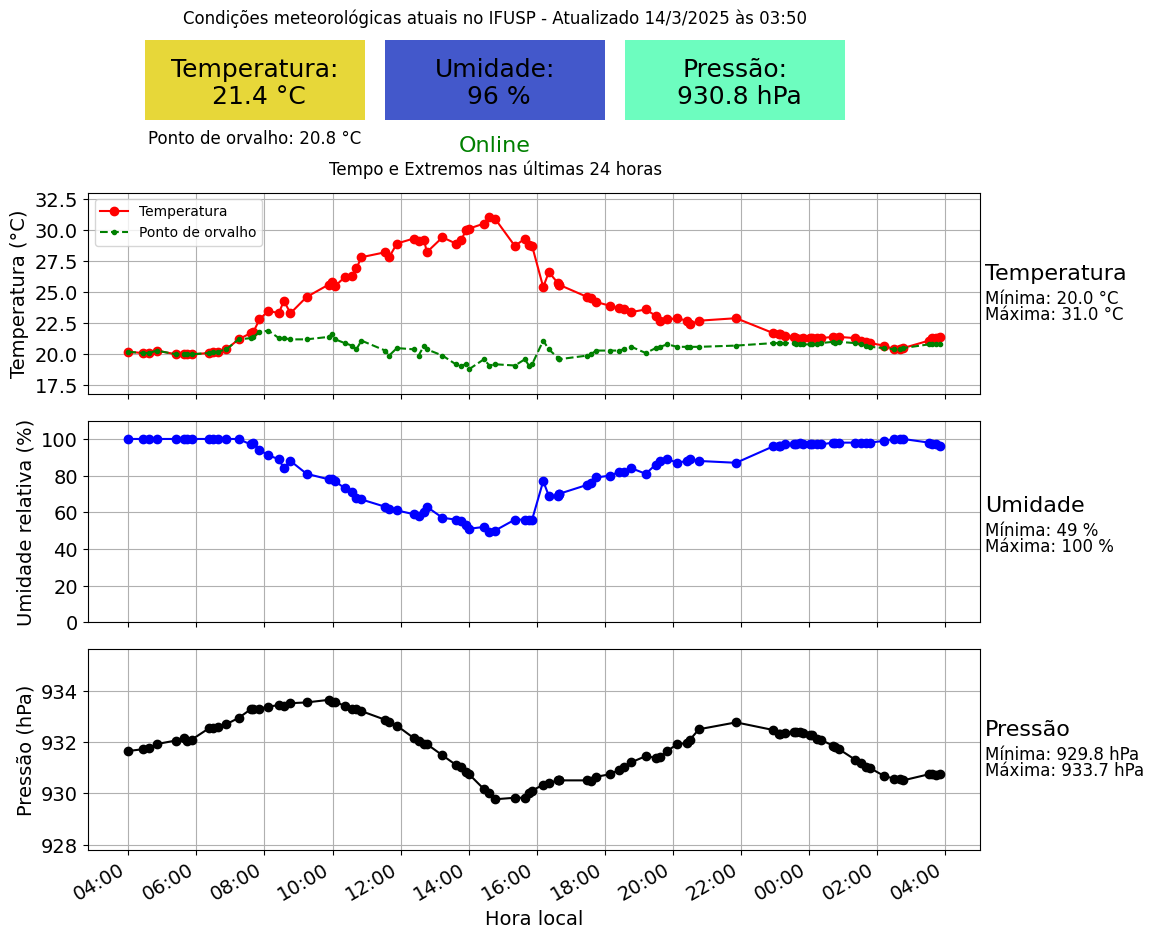 Condições meteorológicas atuais no IFUSP - Atualizado 14/3/2025 às 03:50
Temperatura:
21.4 °C
Umidade:
96 %
Pressão:
930.8 hPa
Ponto de orvalho: 20.8 °C
Online
Tempo e Extremos nas últimas 24 horas
Temperatura (°C)
32.5
30.0
27.5
25.0
22.5
20.0
17.5
Temperatura
Ponto de orvalho
Temperatura
Mínima: 20.0 °C
Máxima: 31.0 °C
Umidade relativa (%)
100
80
60
40
20
0
Umidade
Mínima: 49 %
Máxima: 100 %
Pressão (hPa)
934
932
930
928
Pressão
Mínima: 929.8 hPa
Máxima: 933.7 hPa
04:00
06:00
08:00
10:00
12:00
14:00
16:00
18:00
20:00
22:00
00:00
02:00
04:00
Hora local